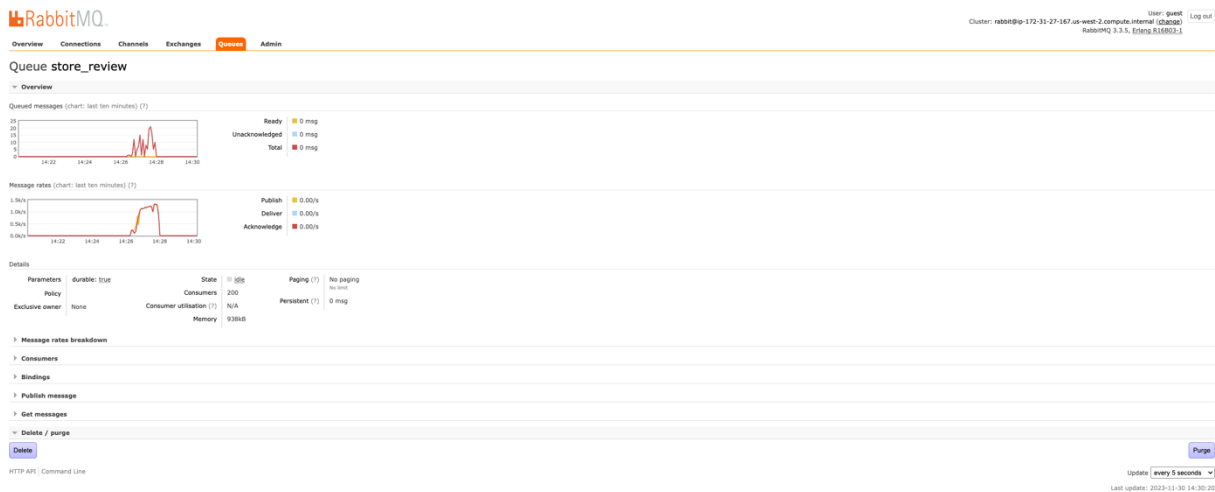 RabbitMQ
User: guest
Log out
Cluster: rabbit@ip-172-31-27-167.us-west-2.compute.internal (change)
RabbitMQ 3.3.5, Erlang R16B03-1
Overview Connections Channels Exchanges Queues Admin
Queue store_review
Overview
Queued messages (chart: last ten minutes) (?)
25
20
15
10
5
0
14:22 14:24 14:26 14:28 14:30
Ready 0 msg
Unacknowledged 0 msg
Total 0 msg
Message rates (chart: last ten minutes) (?)
1.5k/s
1.0k/s
0.5k/s
0.0k/s
14:22 14:24 14:26 14:28 14:30
Publish 0.00/s
Deliver 0.00/s
Acknowledge 0.00/s
Details
Parameters durable: true
Policy
Exclusive owner None
State idle
Consumers 200
Consumer utilisation (?) N/A
Memory 938kB
Paging (?) No paging
No limit
Persistent (?) 0 msg
Message rates breakdown
Consumers
Bindings
Publish message
Get messages
Delete / purge
Delete Purge
HTTP API Command Line
Update every 5 seconds
Last update: 2023-11-30 14:30:20